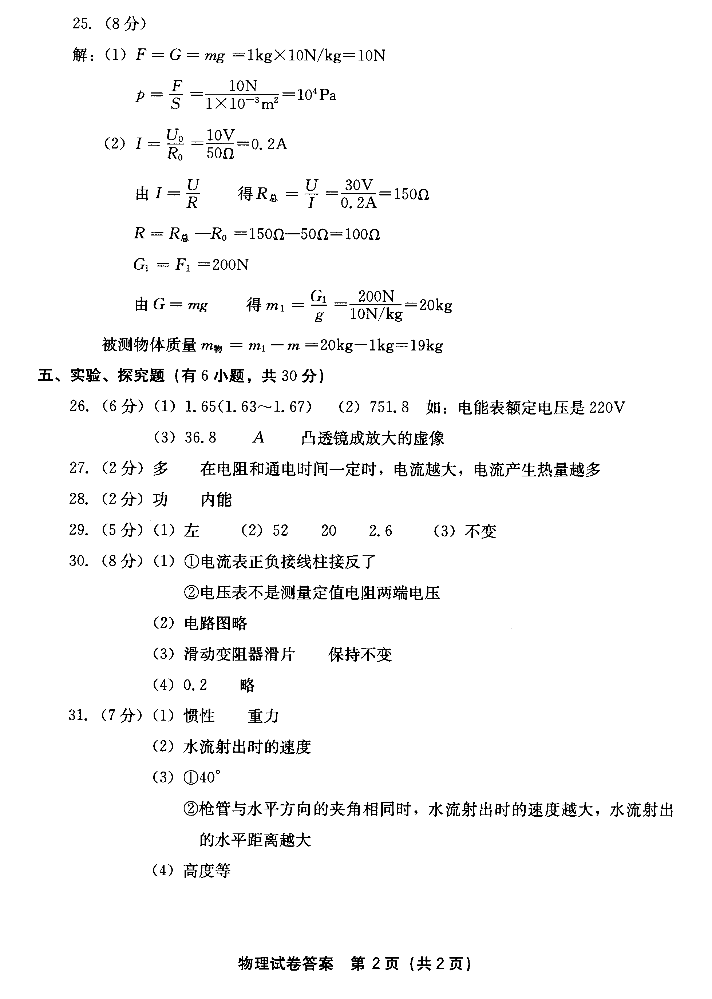 25. (8分)
解：(1) F = G = mg =1kg×10N/kg=10N
p = F/S = 10N/(1×10⁻³m²) =10⁴Pa
(2) I = U₀/R₀ = 10V/50Ω =0.2A
由 I = U/R 得 R总 = U/I = 30V/0.2A =150Ω
R = R总 —R₀ =150Ω—50Ω=100Ω
G₁ = F₁ =200N
由 G = mg 得 m₁ = G₁/g = 200N/(10N/kg) =20kg
被测物体质量 m物 = m₁ － m =20kg－1kg=19kg
五、实验、探究题（有 6 小题，共 30 分）
26. (6分) (1) 1.65(1.63～1.67) (2) 751.8 如：电能表额定电压是 220V
(3) 36.8 A 凸透镜成放大的虚像
27. (2分) 多 在电阻和通电时间一定时，电流越大，电流产生热量越多
28. (2分) 功 内能
29. (5分) (1) 左 (2) 52 20 2.6 (3) 不变
30. (8分) (1) ①电流表正负接线柱接反了
②电压表不是测量定值电阻两端电压
(2) 电路图略
(3) 滑动变阻器滑片 保持不变
(4) 0.2 略
31. (7分) (1) 惯性 重力
(2) 水流射出时的速度
(3) ①40°
②枪管与水平方向的夹角相同时，水流射出时的速度越大，水流射出
的水平距离越大
(4) 高度等
物理试卷答案 第 2 页（共 2 页）